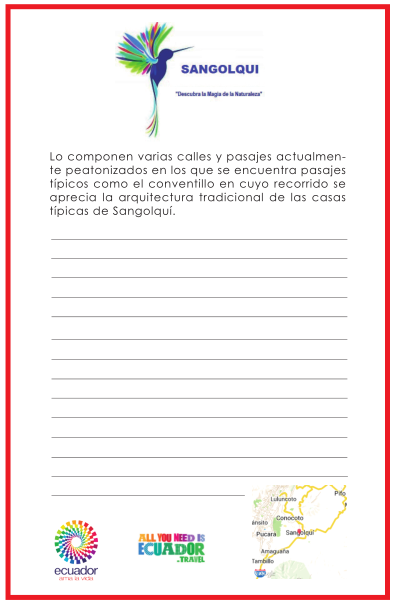 SANGOLQUI
"Descubra la Magia de la Naturaleza"
Lo componen varias calles y pasajes actualmen-
te peatonizados en los que se encuentra pasajes
típicos como el conventillo en cuyo recorrido se
aprecia la arquitectura tradicional de las casas
típicas de Sangolquí.
ecuador
ama la vida
ALL YOU NEED IS
ECUADOR
.TRAVEL
Luluncoto
Pifo
ánsito
Conocoto
Pucara
Sangolquí
Amaguaña
Tambillo